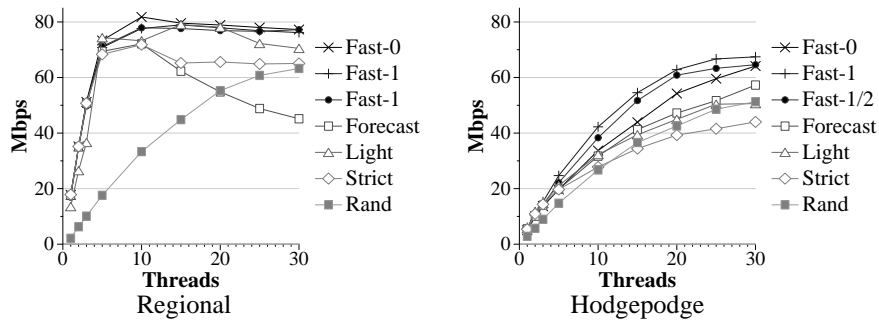 80
60
40
20
0
Mbps
0
10
20
30
Threads
Regional
Fast-0
Fast-1
Fast-1
Forecast
Light
Strict
Rand
80
60
40
20
0
Mbps
0
10
20
30
Threads
Hodgepodge
Fast-0
Fast-1
Fast-1/2
Forecast
Light
Strict
Rand